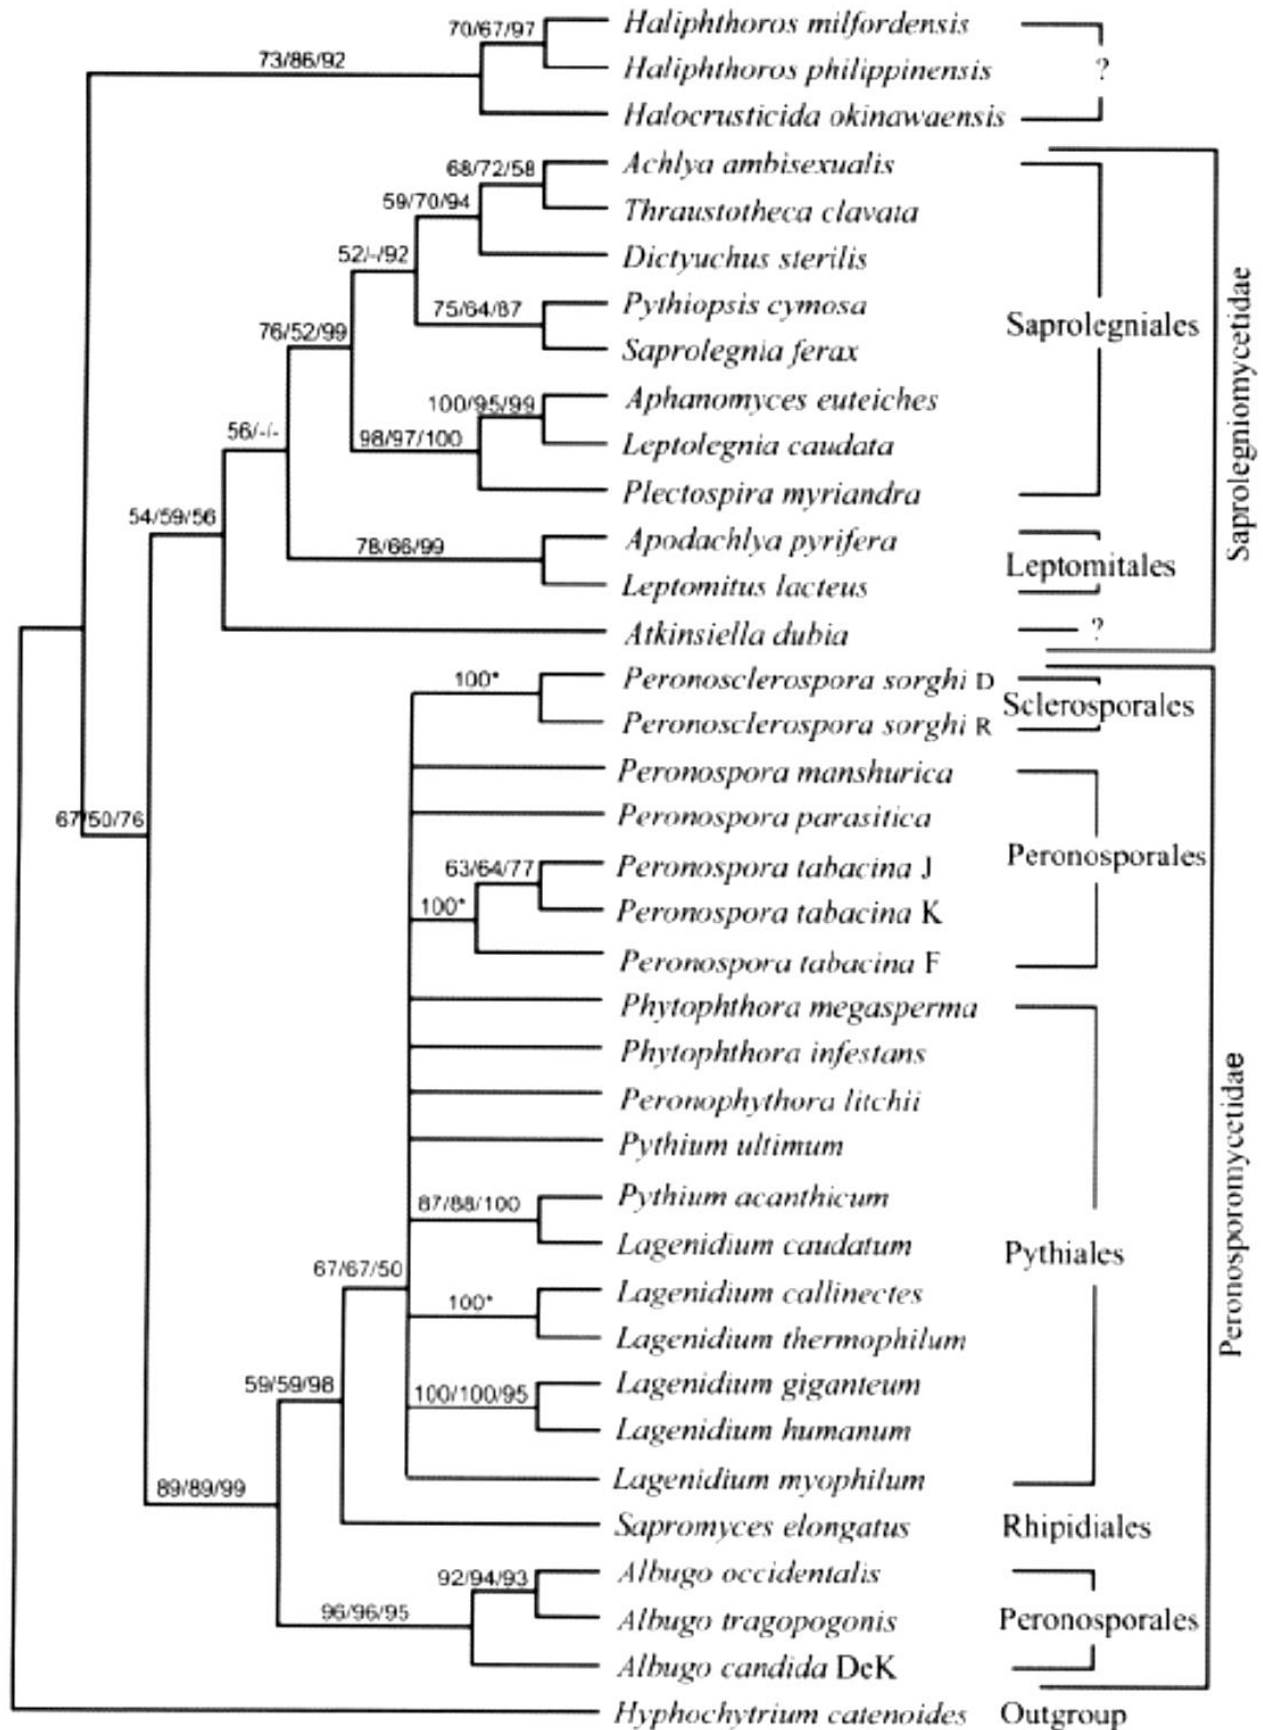 Haliphthoros milfordensis
70/67/97
73/86/92
Haliphthoros philippinensis
?
Halocrusticida okinawaensis
Achlya ambisexualis
68/72/58
59/70/94
Thraustotheca clavata
52/-/92
Dictyuchus sterilis
Pythiopsis cymosa
75/64/87
Saprolegniales
76/52/99
Saprolegnia ferax
Saprolegniomycetidae
Aphanomyces euteiches
100/95/99
56/-/-
98/97/100
Leptolegnia caudata
Plectospira myriandra
54/59/56
Apodachlya pyrifera
78/66/99
Leptomitales
Leptomitus lacteus
Atkinsiella dubia
?
100*
Peronosclerospora sorghi D
Sclerosporales
Peronosclerospora sorghi R
Peronospora manshurica
67/50/76
Peronospora parasitica
Peronosporales
63/64/77
Peronospora tabacina J
100*
Peronospora tabacina K
Peronospora tabacina F
Phytophthora megasperma
Phytophthora infestans
Peronophythora litchii
Pythium ultimum
Peronosporomycetidae
87/88/100
Pythium acanthicum
Lagenidium caudatum
Pythiales
67/67/50
Lagenidium callinectes
100*
Lagenidium thermophilum
59/59/98
Lagenidium giganteum
100/100/95
Lagenidium humanum
Lagenidium myophilum
89/89/99
Sapromyces elongatus
Rhipidiales
92/94/93
Albugo occidentalis
96/96/95
Albugo tragopogonis
Peronosporales
Albugo candida DeK
Hyphochytrium catenoides
Outgroup